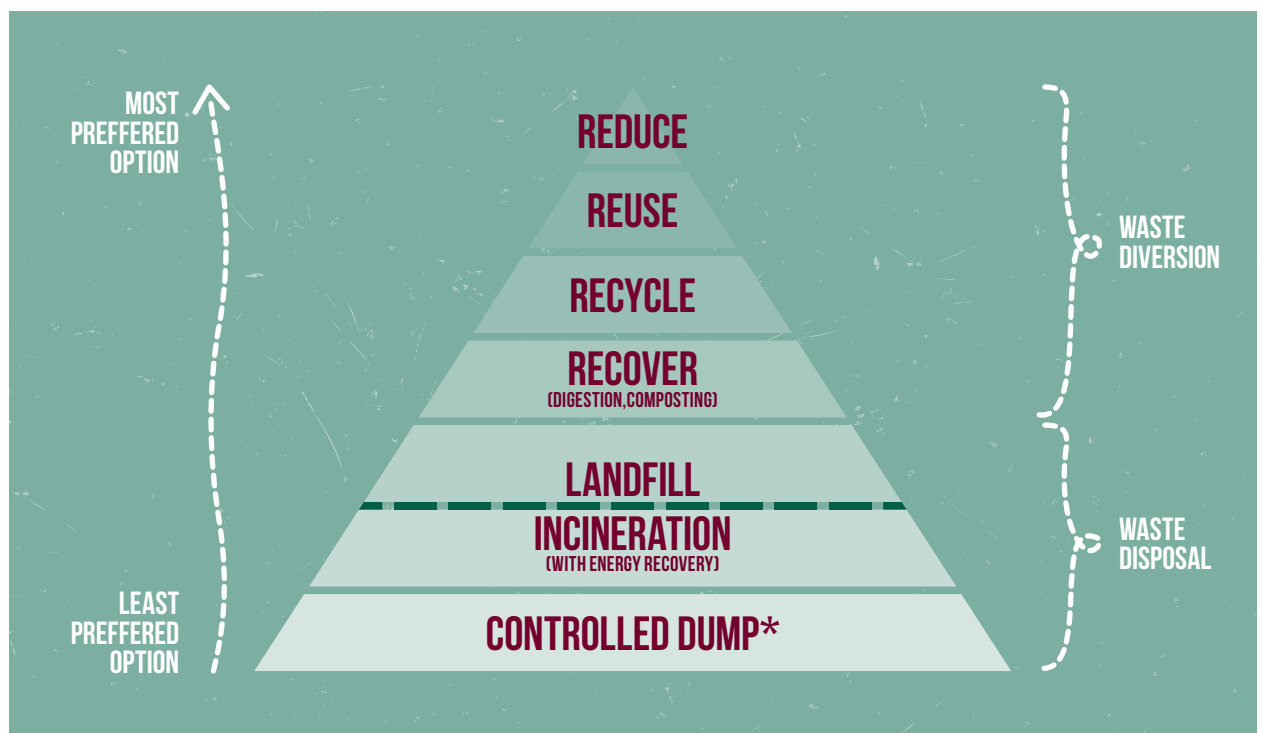 MOST
PREFFERED
OPTION
REDUCE
REUSE
RECYCLE
RECOVER
(DIGESTION,COMPOSTING)
LANDFILL
INCINERATION
(WITH ENERGY RECOVERY)
CONTROLLED DUMP*
LEAST
PREFFERED
OPTION
WASTE
DIVERSION
WASTE
DISPOSAL